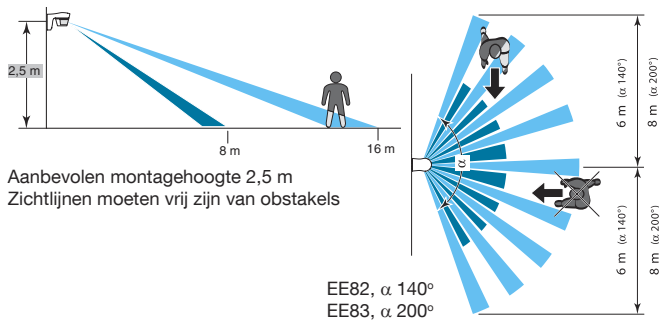 2,5 m
8 m
16 m
Aanbevolen montagehoogte 2,5 m
Zichtlijnen moeten vrij zijn van obstakels
α
6 m (α 140°)
8 m (α 200°)
6 m (α 140°)
8 m (α 200°)
EE82, α 140°
EE83, α 200°